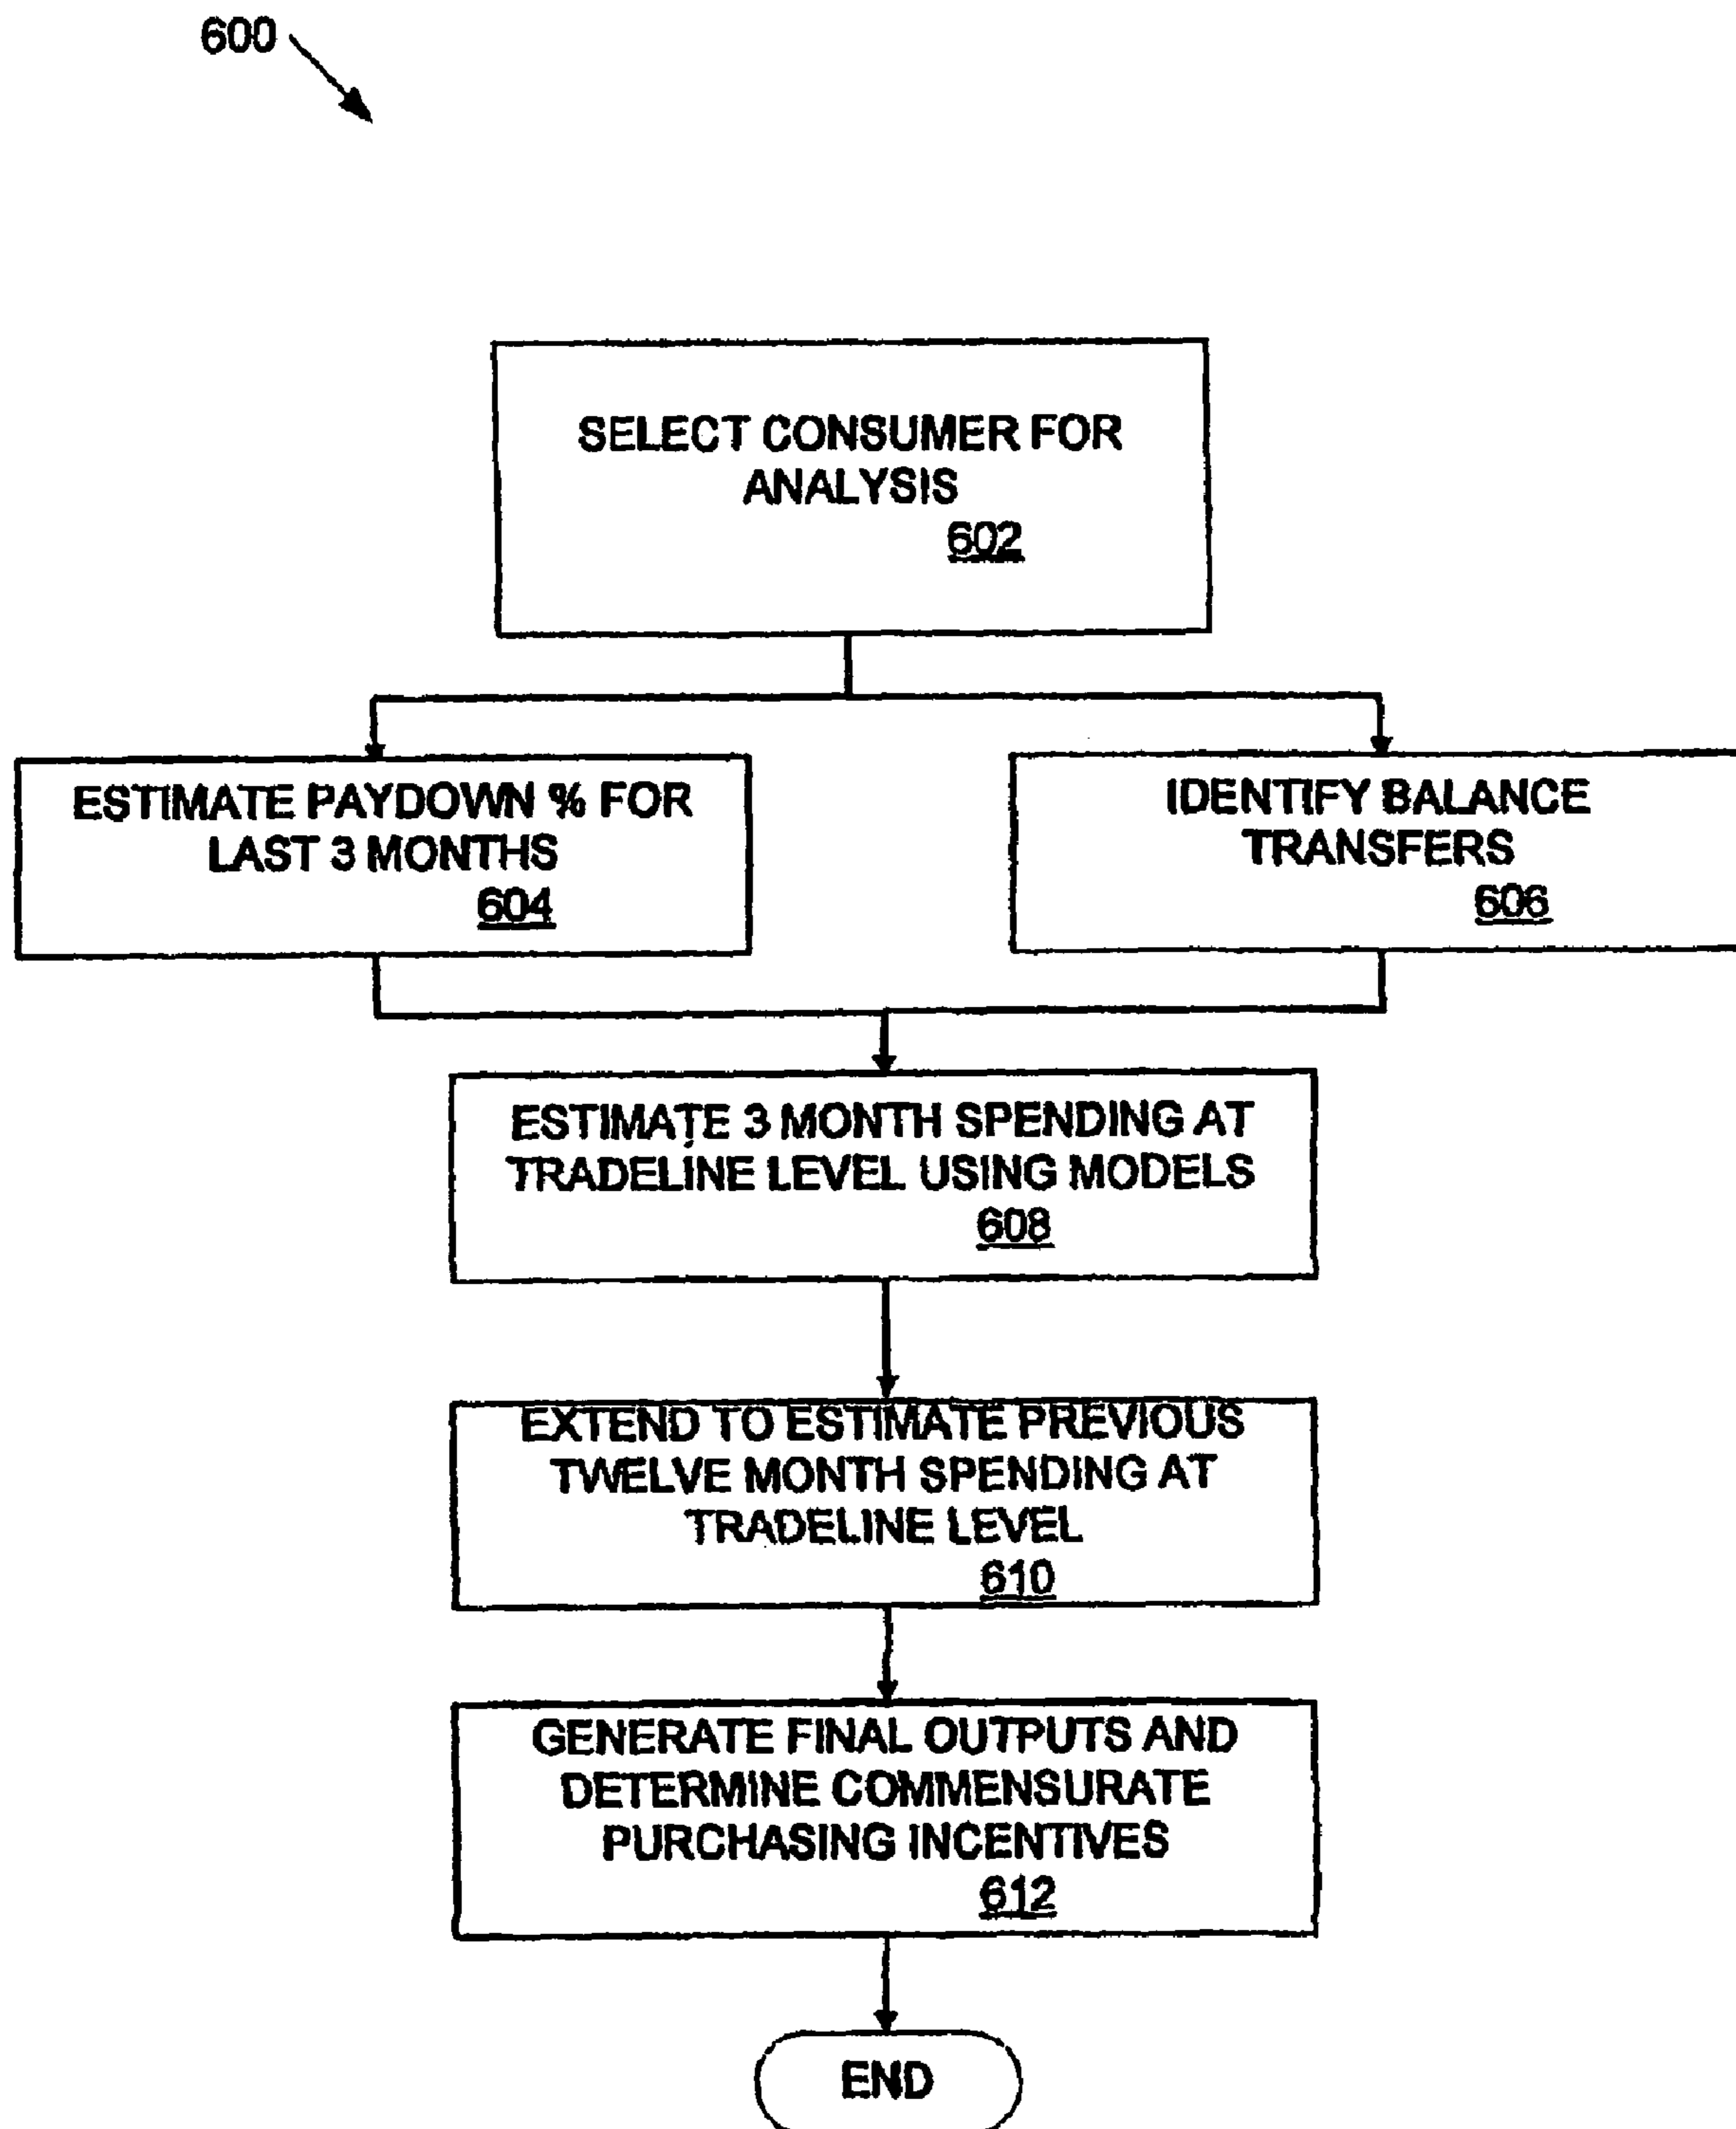 600
SELECT CONSUMER FOR
ANALYSIS
602
ESTIMATE PAYDOWN % FOR
LAST 3 MONTHS
604
IDENTIFY BALANCE
TRANSFERS
606
ESTIMATE 3 MONTH SPENDING AT
TRADELINE LEVEL USING MODELS
608
EXTEND TO ESTIMATE PREVIOUS
TWELVE MONTH SPENDING AT
TRADELINE LEVEL
610
GENERATE FINAL OUTPUTS AND
DETERMINE COMMENSURATE
PURCHASING INCENTIVES
612
END